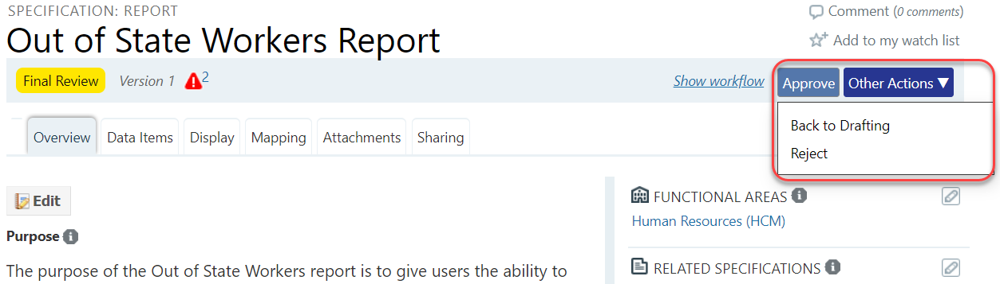 SPECIFICATION: REPORT
Comment (0 comments)
Out of State Workers Report
Add to my watch list
Final Review Version 1 2 Show workflow Approve Other Actions ▼
Back to Drafting
Reject
Overview Data Items Display Mapping Attachments Sharing
Edit
Purpose
The purpose of the Out of State Workers report is to give users the ability to
FUNCTIONAL AREAS
Human Resources (HCM)
RELATED SPECIFICATIONS